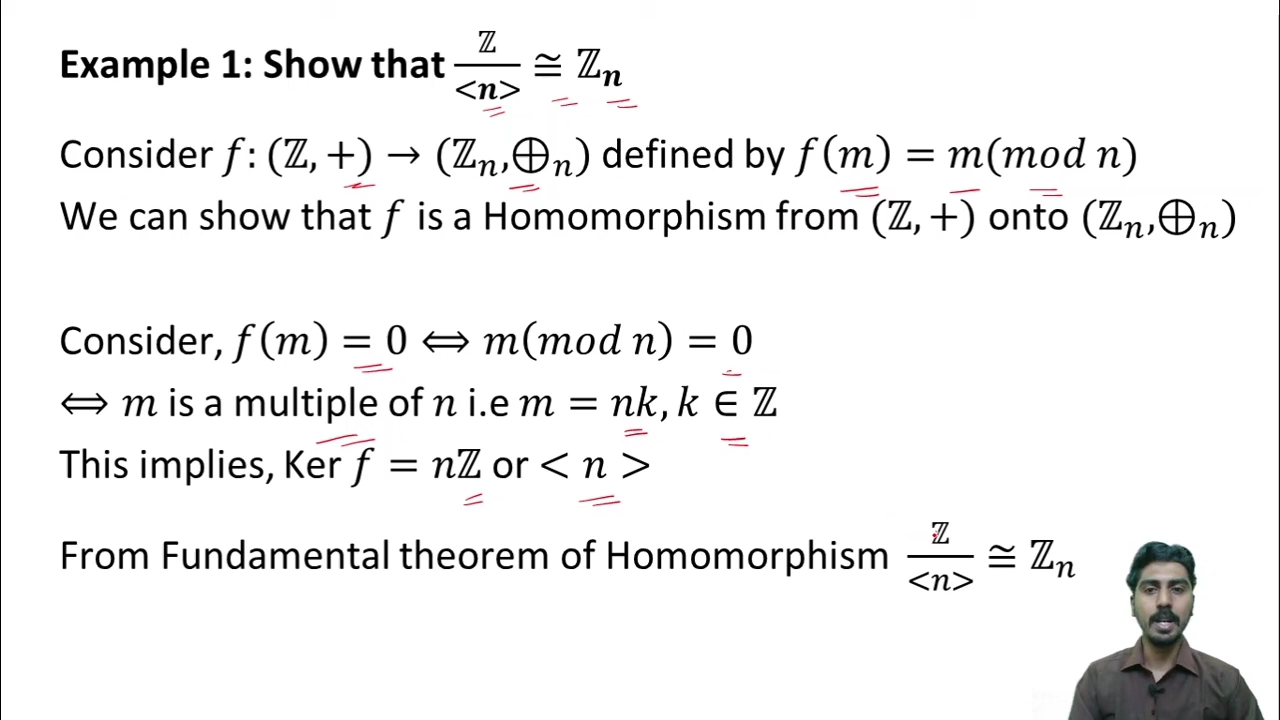 Example 1: Show that ℤ/<n> ≅ ℤₙ
Consider f: (ℤ, +) → (ℤₙ,⊕ₙ) defined by f(m) = m(mod n)
We can show that f is a Homomorphism from (ℤ, +) onto (ℤₙ,⊕ₙ)
Consider, f(m) = 0 ⟺ m(mod n) = 0
⟺ m is a multiple of n i.e m = nk, k ∈ ℤ
This implies, Ker f = nℤ or < n >
From Fundamental theorem of Homomorphism ℤ/<n> ≅ ℤₙ